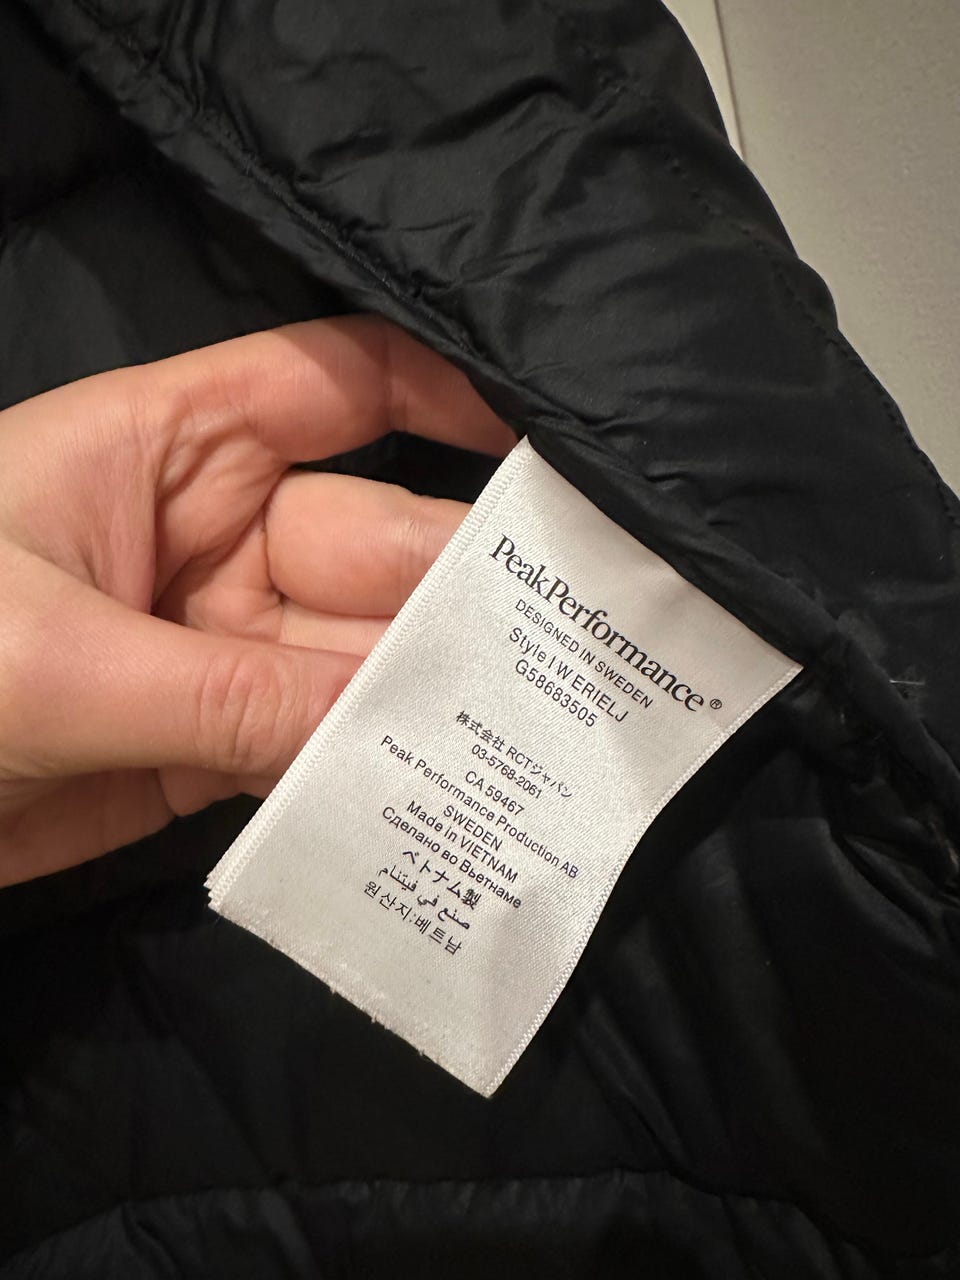 PeakPerformance®
DESIGNED IN SWEDEN
Style I W ERIELJ
G58683505
株式会社 RCTジャパン
03-5768-2061
CA 59467
Peak Performance Production AB
SWEDEN
Made in VIETNAM
Сделано во Вьетнаме
ベトナム製
صنع في فيتنام
원산지:베트남